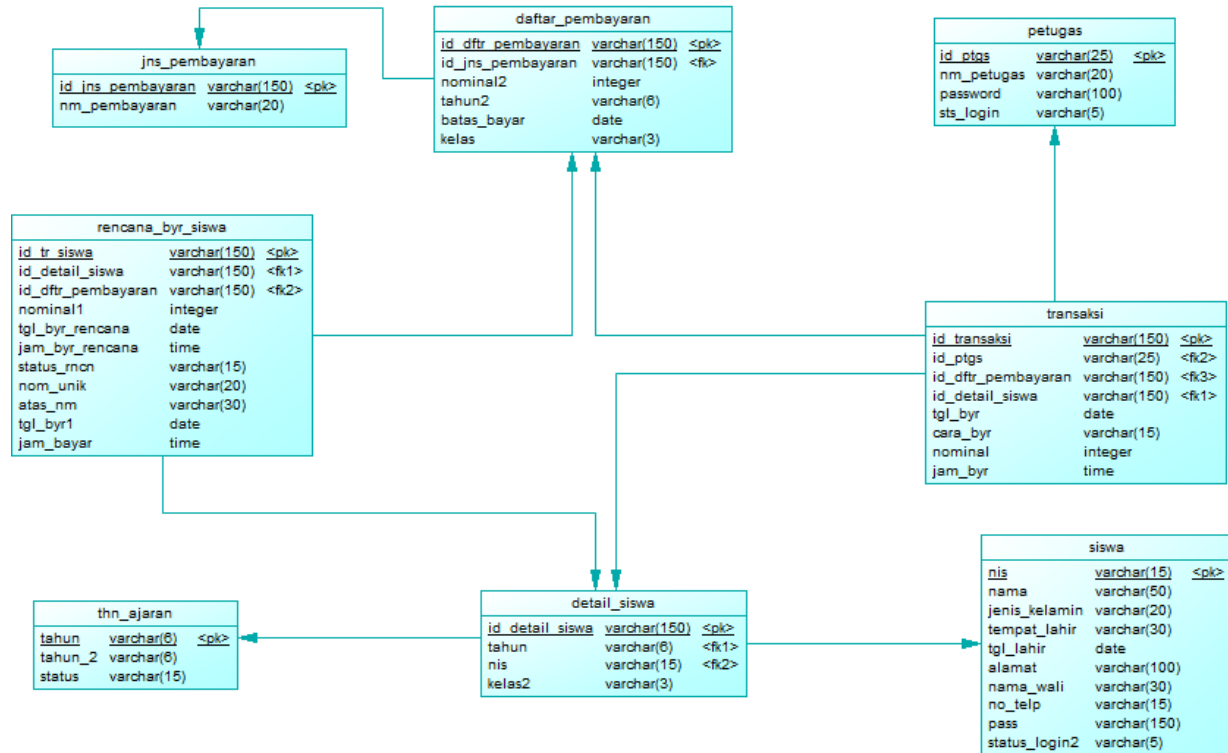 daftar_pembayaran
id_dftr_pembayaran varchar(150) <pk>
id_jns_pembayaran varchar(150) <fk>
nominal2 integer
tahun2 varchar(6)
batas_bayar date
kelas varchar(3)
petugas
id_ptgs varchar(25) <pk>
nm_petugas varchar(20)
password varchar(100)
sts_login varchar(5)
jns_pembayaran
id_jns_pembayaran varchar(150) <pk>
nm_pembayaran varchar(20)
rencana_byr_siswa
id_tr_siswa varchar(150) <pk>
id_detail_siswa varchar(150) <fk1>
id_dftr_pembayaran varchar(150) <fk2>
nominal1 integer
tgl_byr_rencana date
jam_byr_rencana time
status_rncn varchar(15)
nom_unik varchar(20)
atas_nm varchar(30)
tgl_byr1 date
jam_bayar time
transaksi
id_transaksi varchar(150) <pk>
id_ptgs varchar(25) <fk2>
id_dftr_pembayaran varchar(150) <fk3>
id_detail_siswa varchar(150) <fk1>
tgl_byr date
cara_byr varchar(15)
nominal integer
jam_byr time
thn_ajaran
tahun varchar(6) <pk>
tahun_2 varchar(6)
status varchar(15)
detail_siswa
id_detail_siswa varchar(150) <pk>
tahun varchar(6) <fk1>
nis varchar(15) <fk2>
kelas2 varchar(3)
siswa
nis varchar(15) <pk>
nama varchar(50)
jenis_kelamin varchar(20)
tempat_lahir varchar(30)
tgl_lahir date
alamat varchar(100)
nama_wali varchar(30)
no_telp varchar(15)
pass varchar(150)
status_login2 varchar(5)